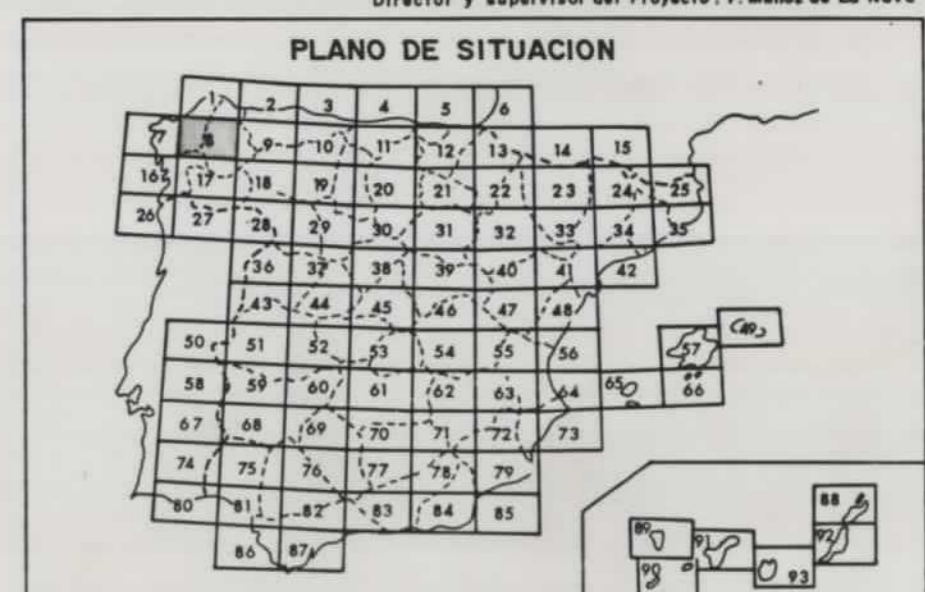 Director y Supervisor del Proyecto: F. Muñoz de La Nava
PLANO DE SITUACION
1 2 3 4 5 6
8 9 10 11 12 13 14 15
16 17 18 19 20 21 22 23 24 25
26 27 28 29 30 31 32 33 34 35
36 37 38 39 40 41 42
43 44 45 46 47 48
49
50 51 52 53 54 55 56 57
58 59 60 61 62 63 64 65 66
67 68 69 70 71 72 73
74 75 76 77 78 79
80 81 82 83 84 85
86 87
88
89 91 92
90 93